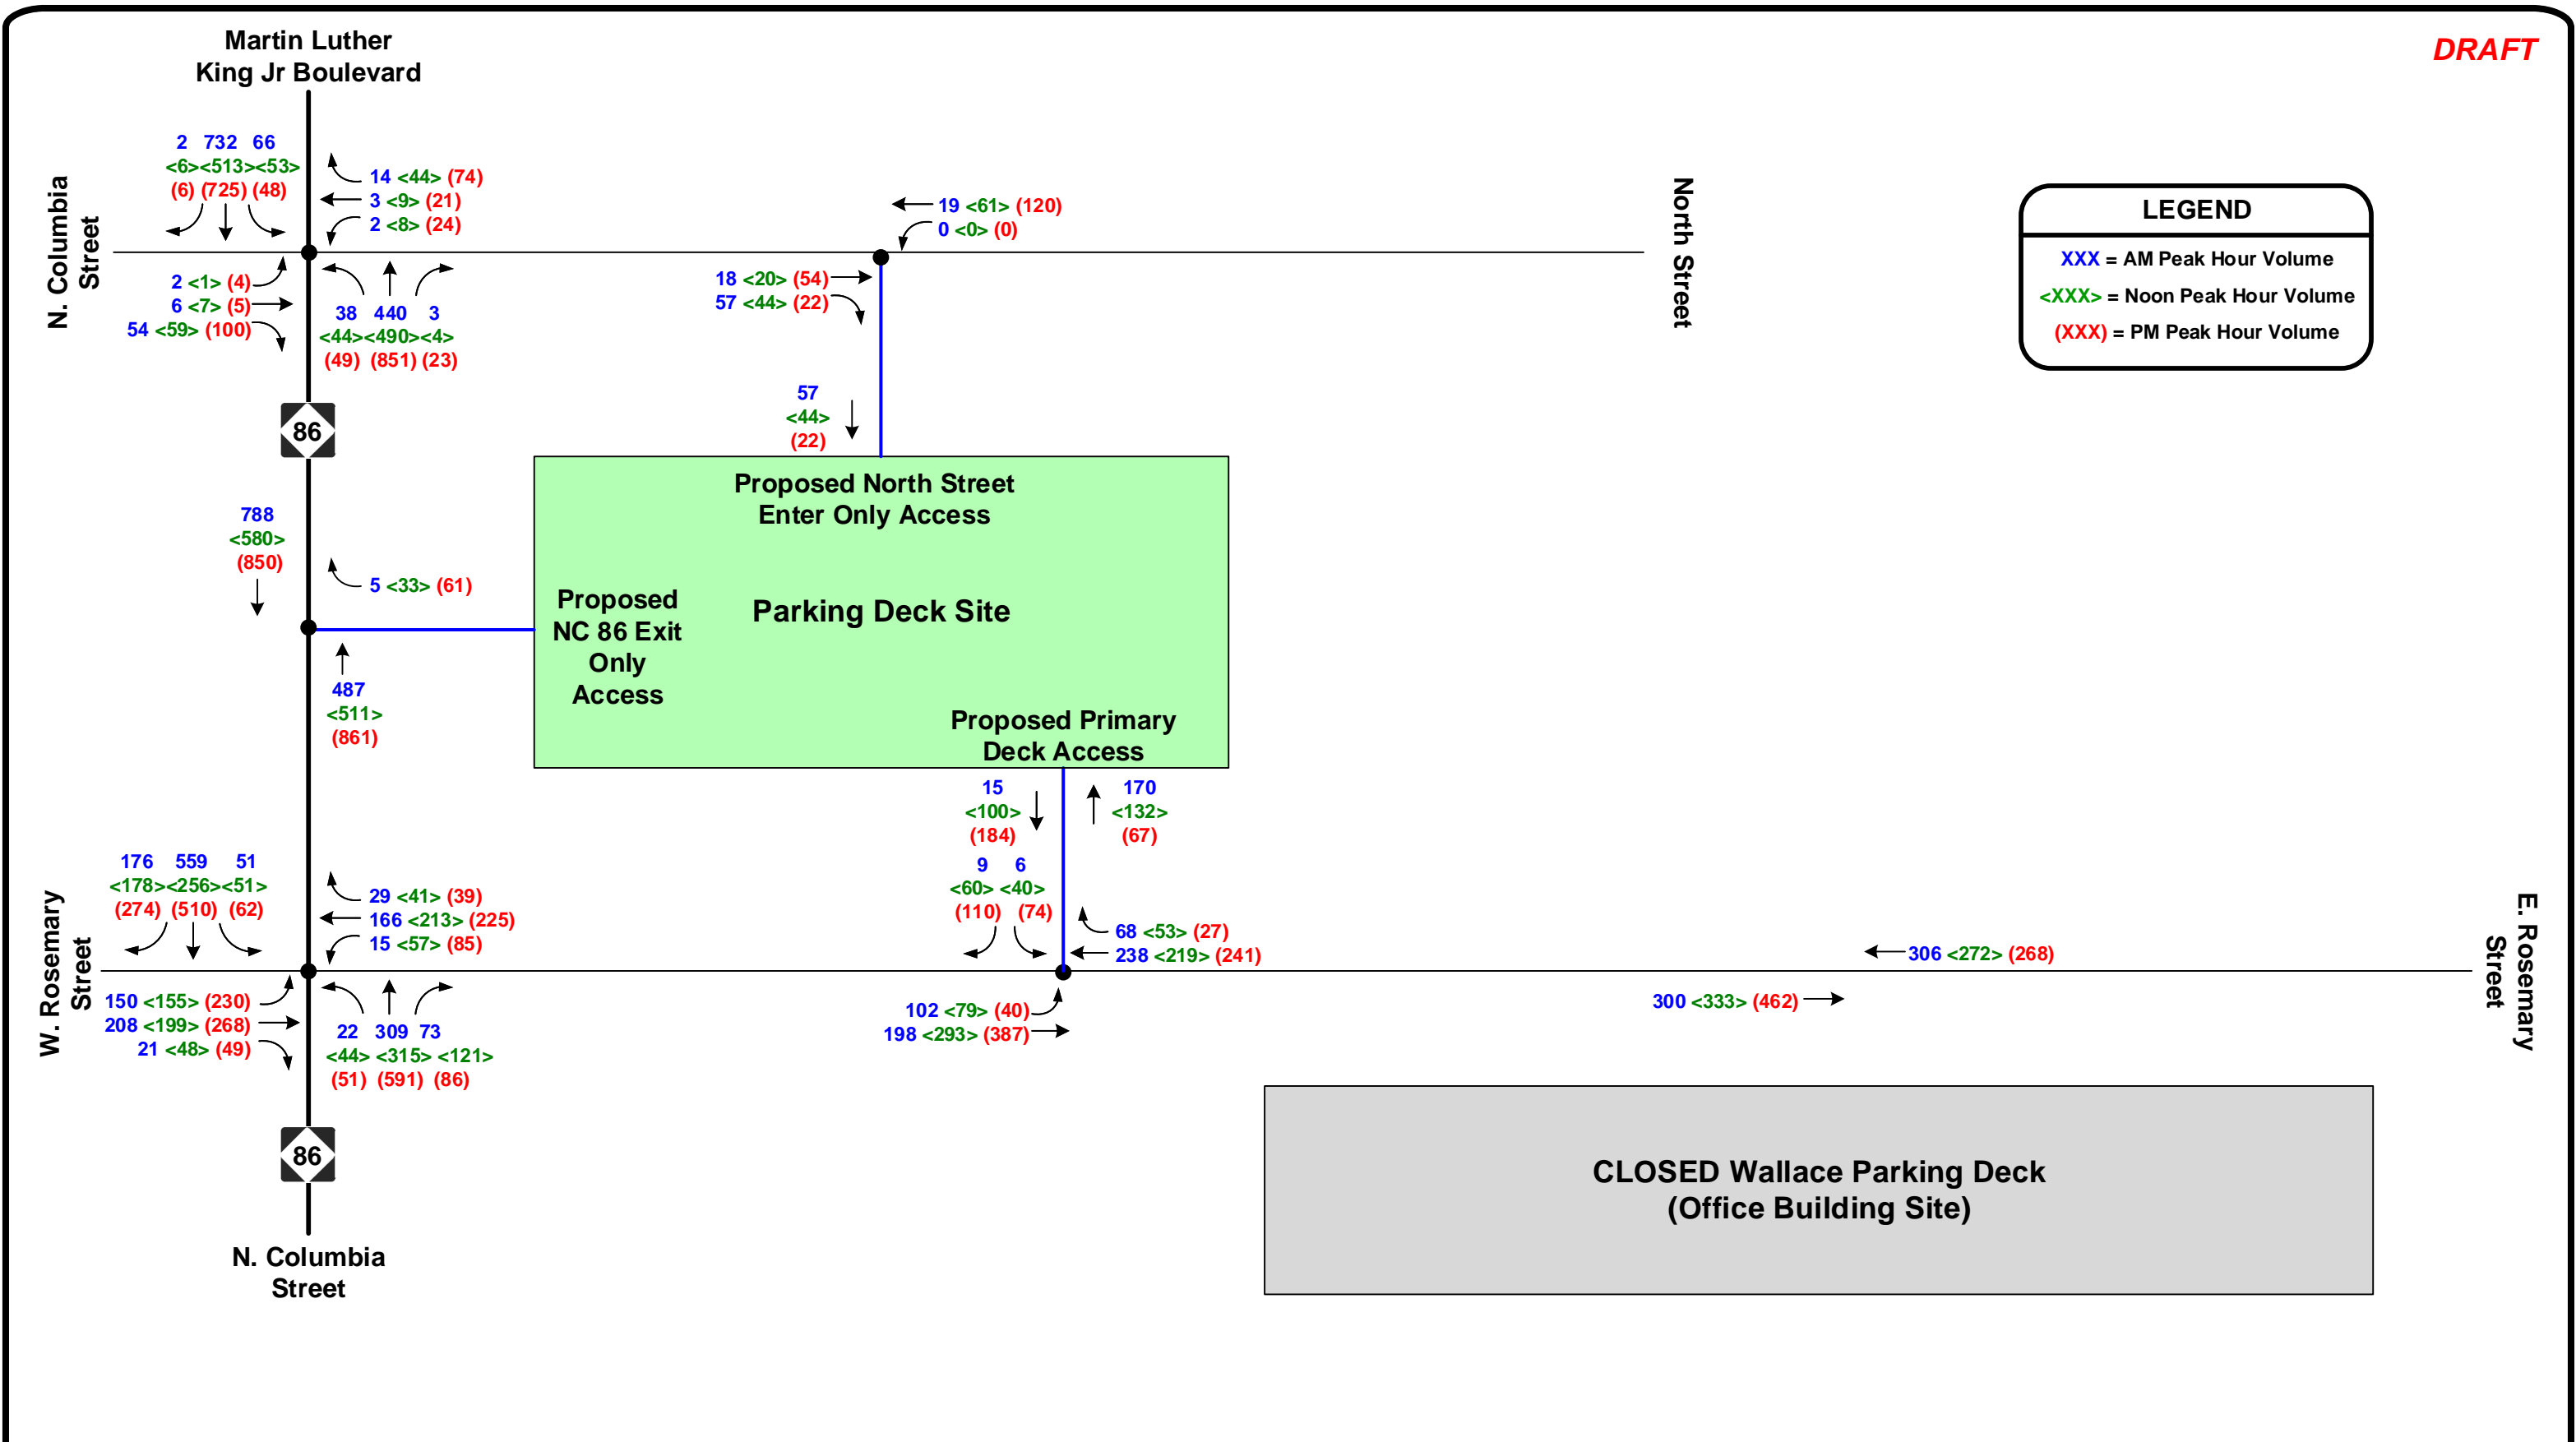 Martin Luther
King Jr Boulevard
DRAFT
2 732 66
<6><513><53>
(6) (725) (48)
14 <44> (74)
3 <9> (21)
2 <8> (24)
N. Columbia
Street
2 <1> (4)
6 <7> (5)
54 <59> (100)
38 440 3
<44><490><4>
(49) (851) (23)
19 <61> (120)
0 <0> (0)
18 <20> (54)
57 <44> (22)
North Street
LEGEND
XXX = AM Peak Hour Volume
<XXX> = Noon Peak Hour Volume
(XXX) = PM Peak Hour Volume
57
<44>
(22)
86
Proposed North Street
Enter Only Access
788
<580>
(850)
5 <33> (61)
Proposed
NC 86 Exit
Only
Access
Parking Deck Site
487
<511>
(861)
Proposed Primary
Deck Access
15
<100>
(184)
170
<132>
(67)
9 6
<60> <40>
(110) (74)
68 <53> (27)
238 <219> (241)
176 559 51
<178><256><51>
(274) (510) (62)
29 <41> (39)
166 <213> (225)
15 <57> (85)
W. Rosemary
Street
150 <155> (230)
208 <199> (268)
21 <48> (49)
22 309 73
<44> <315> <121>
(51) (591) (86)
102 <79> (40)
198 <293> (387)
306 <272> (268)
300 <333> (462)
E. Rosemary
Street
86
CLOSED Wallace Parking Deck
(Office Building Site)
N. Columbia
Street